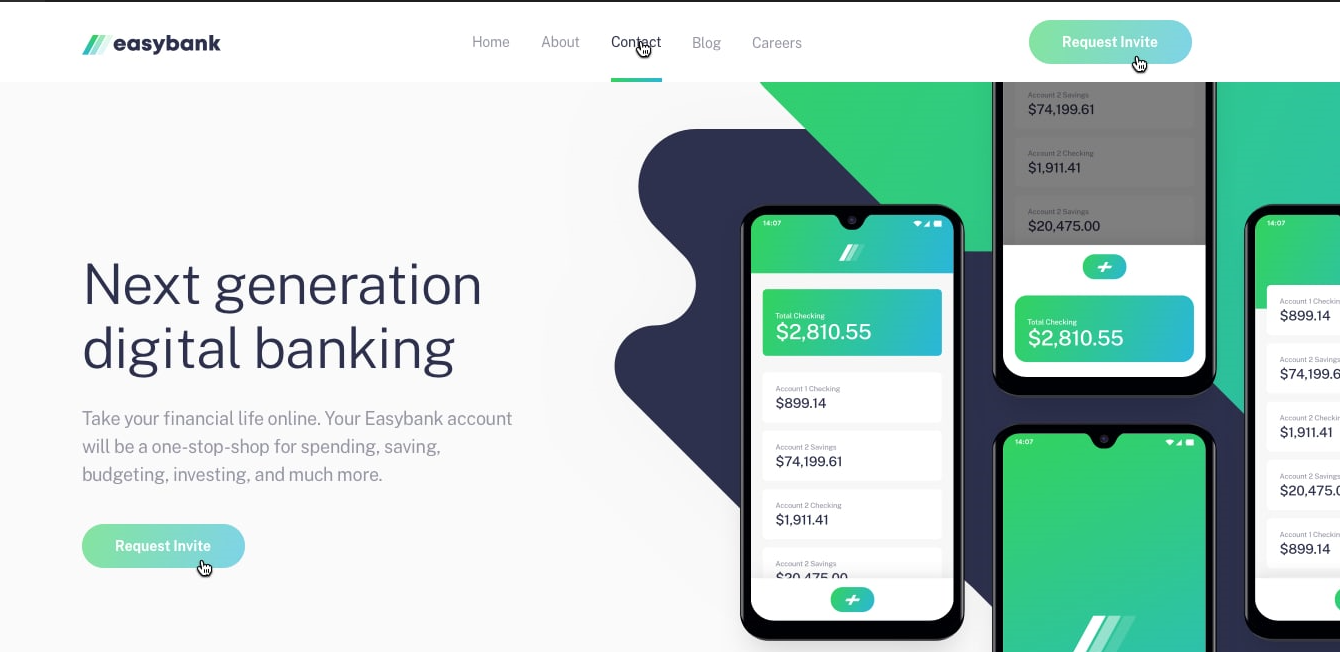 easybank
Home
About
Contact
Blog
Careers
Request Invite
Next generation
digital banking
Take your financial life online. Your Easybank account
will be a one-stop-shop for spending, saving,
budgeting, investing, and much more.
Request Invite
14:07
Total Checking
$2,810.55
Account 1 Checking
$899.14
Account 2 Savings
$74,199.61
Account 2 Checking
$1,911.41
Account 2 Savings
$20,475.00
Account 2 Savings
$74,199.61
Account 2 Checking
$1,911.41
Account 2 Savings
$20,475.00
Total Checking
$2,810.55
14:07
14:07
Account 1 Checking
$899.14
Account 2 Savings
$74,199.6
Account 2 Checkin
$1,911.41
Account 2 Savings
$20,475.0
Account 1 Checkin
$899.14